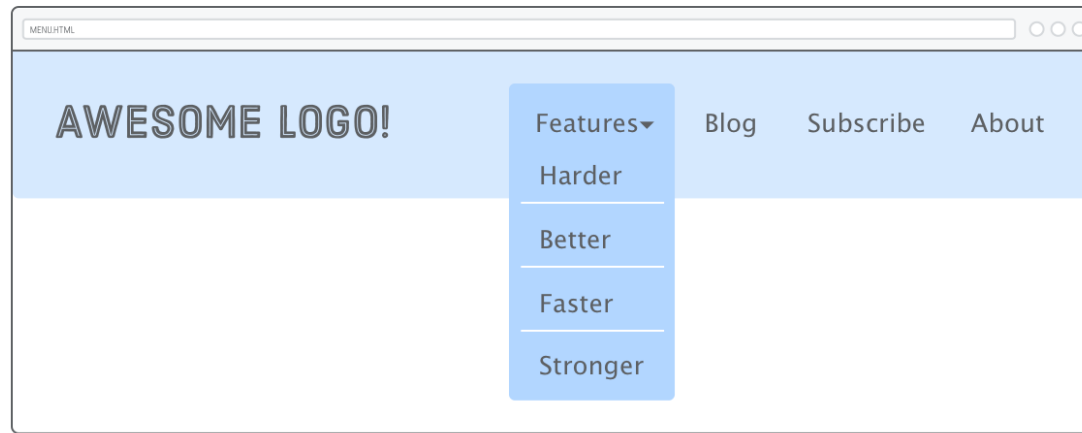 MENU.HTML
AWESOME LOGO! Features Blog Subscribe About
Harder
Better
Faster
Stronger